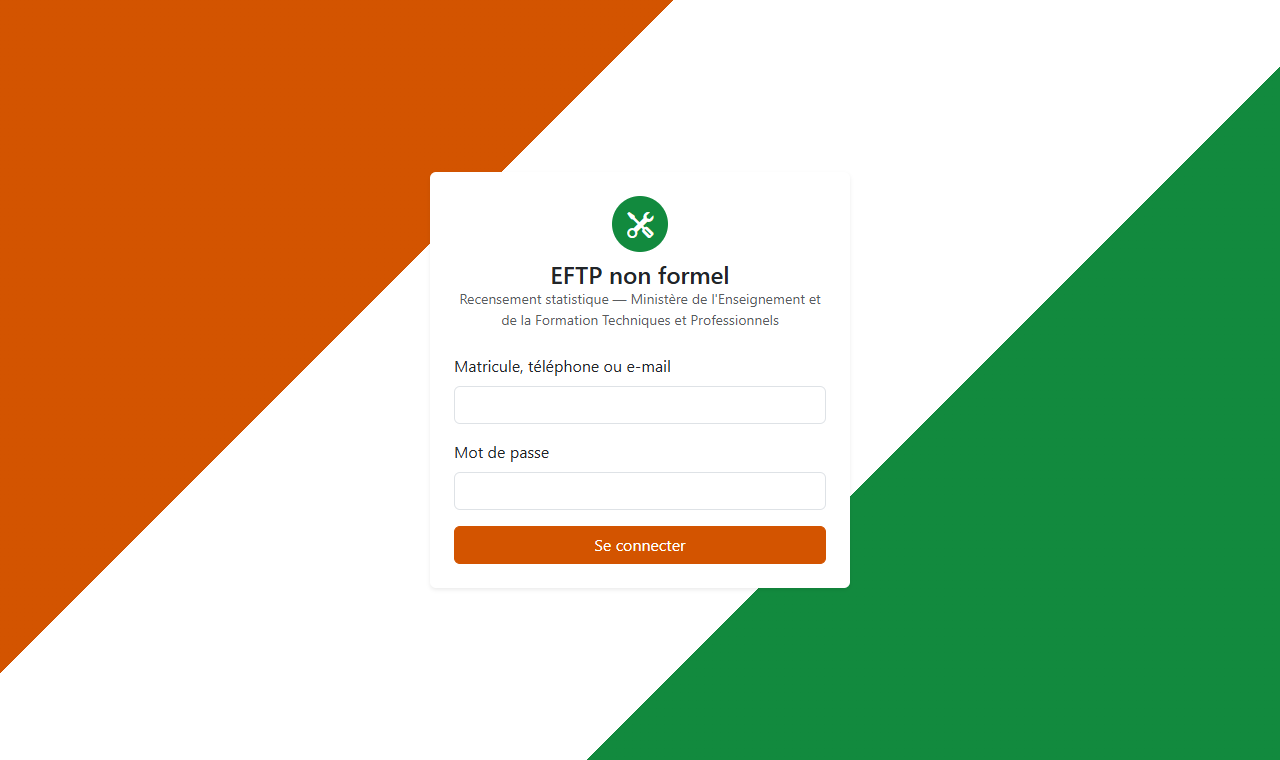 EFTP non formel
Recensement statistique — Ministère de l'Enseignement et
de la Formation Techniques et Professionnels
Matricule, téléphone ou e-mail
Mot de passe
Se connecter